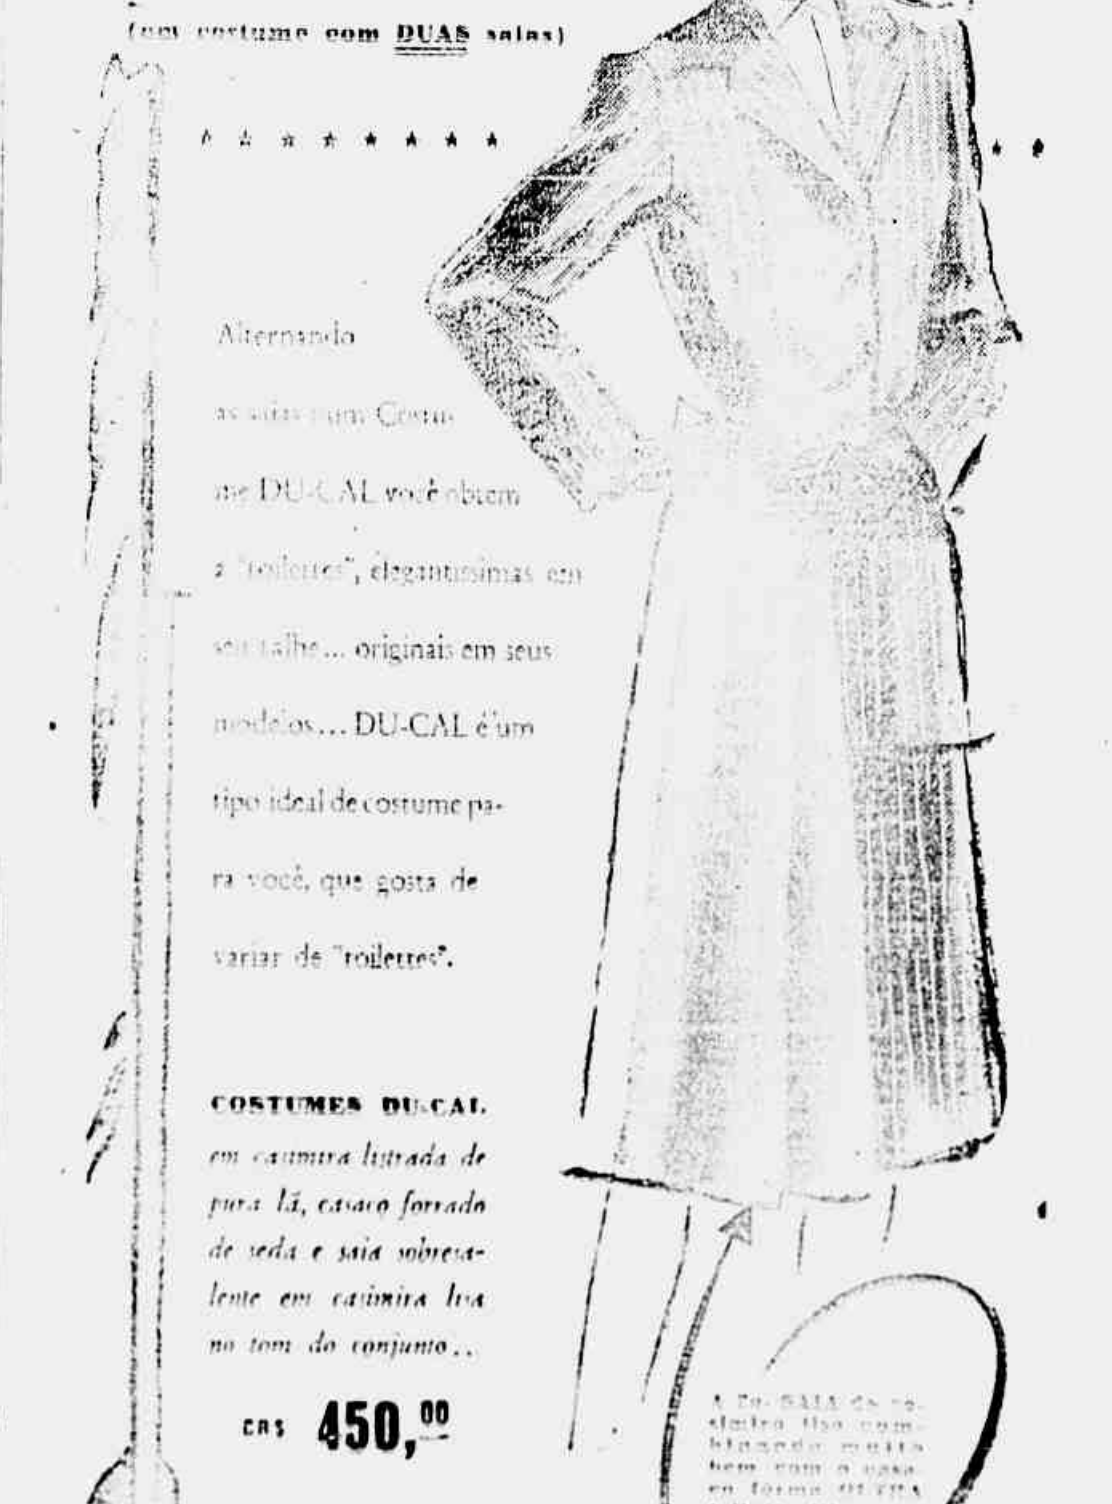 (um costume com DUAS saias)
Alternando
as saias num Costu-
me DU-CAL você obtem
2 "toilettes", elegantissimas em
seu talhe... originais em seus
modelos... DU-CAL é um
tipo ideal de costume pa-
ra você, que gosta de
variar de "toilettes".
COSTUMES DU-CAL
em casimira listrada de
pura lã, casaco forrado
de seda e saia sobresa-
lente em casimira lisa
no tom do conjunto...
CR$ 450,00
A 2a. SAIA de ca-
simira lisa com-
binando muito
bem com o casa-
co forma OUTRA